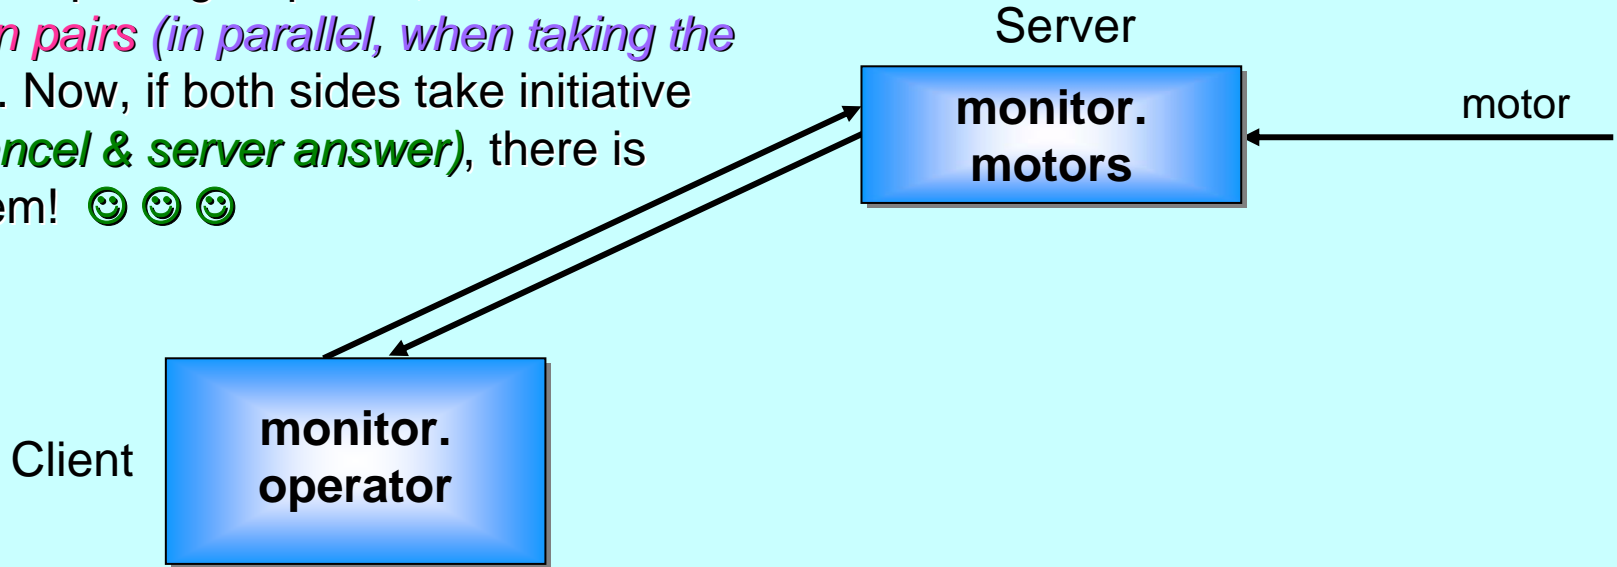 n pairs (in parallel, when taking the
. Now, if both sides take initiative
ncel & server answer), there is
em! ☺ ☺ ☺
Server
monitor.
motors
motor
Client
monitor.
operator